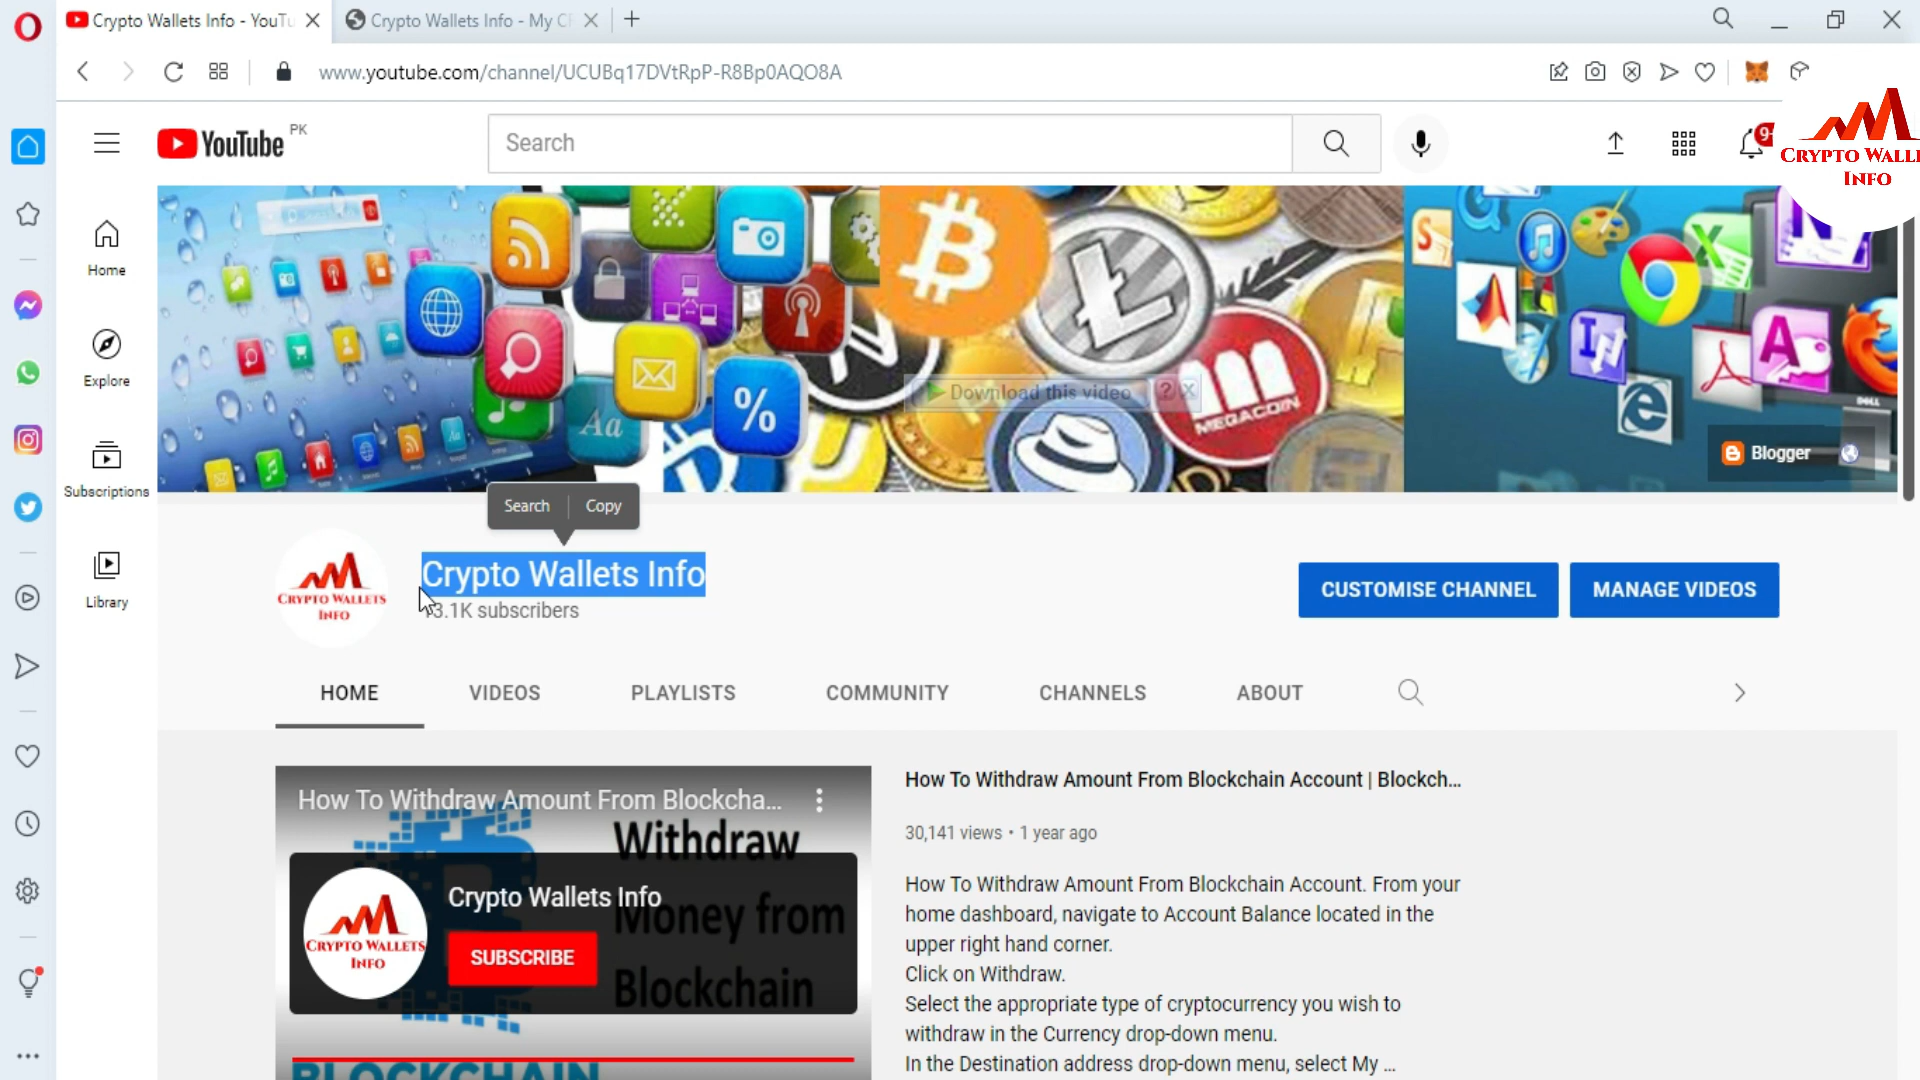 Crypto Wallets Info - YouTu
Crypto Wallets Info - My C
www.youtube.com/channel/UCUBq17DVtRpP-R8Bp0AQO8A
YouTube PK
Search
9
CRYPTO WALLE
INFO
Home
Explore
Subscriptions
Library
Download this video ? X
MEGACOIN
%
Aa
DELL
Blogger
Search Copy
Crypto Wallets Info
3.1K subscribers
CRYPTO WALLETS
INFO
CUSTOMISE CHANNEL
MANAGE VIDEOS
HOME VIDEOS PLAYLISTS COMMUNITY CHANNELS ABOUT
How To Withdraw Amount From Blockcha...
Withdraw
Money from
Blockchain
Crypto Wallets Info
SUBSCRIBE
CRYPTO WALLETS
INFO
BLOCKCHAIN
How To Withdraw Amount From Blockchain Account | Blockch...
30,141 views • 1 year ago
How To Withdraw Amount From Blockchain Account. From your
home dashboard, navigate to Account Balance located in the
upper right hand corner.
Click on Withdraw.
Select the appropriate type of cryptocurrency you wish to
withdraw in the Currency drop-down menu.
In the Destination address drop-down menu, select My ...